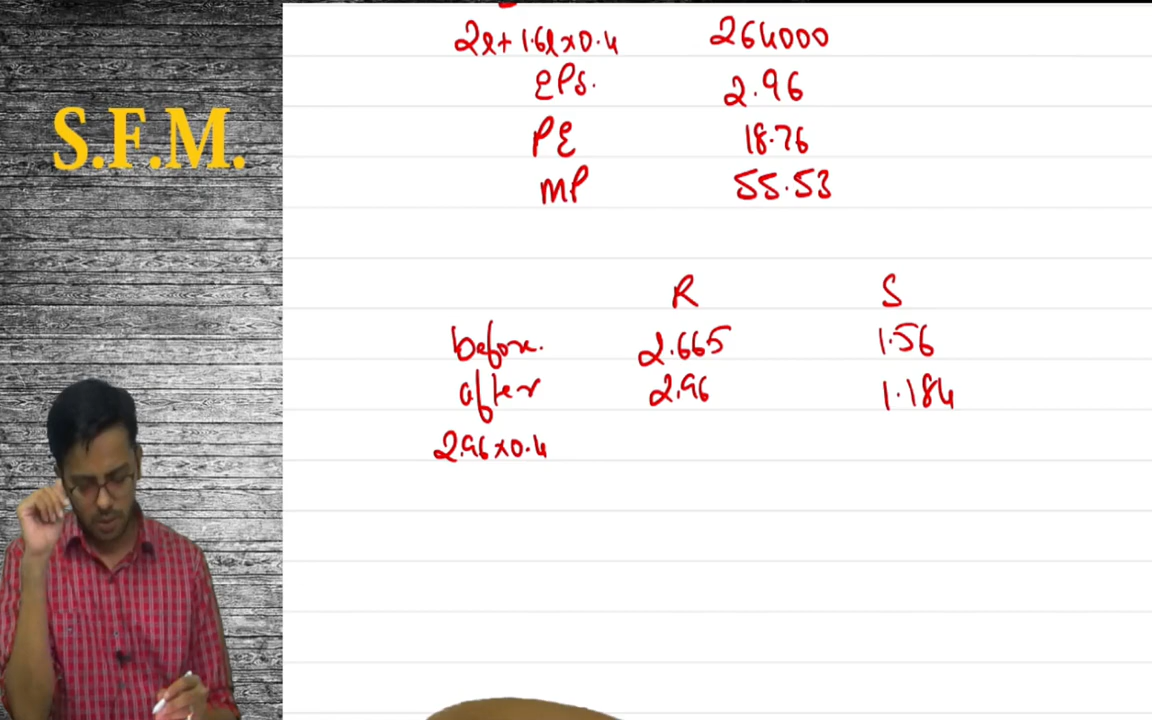 S.F.M.
2l+1.6l×0.4 264000
EPS. 2.96
PE 18.76
MP 55.53
R S
before. 2.665 1.56
after 2.96 1.184
2.96×0.4